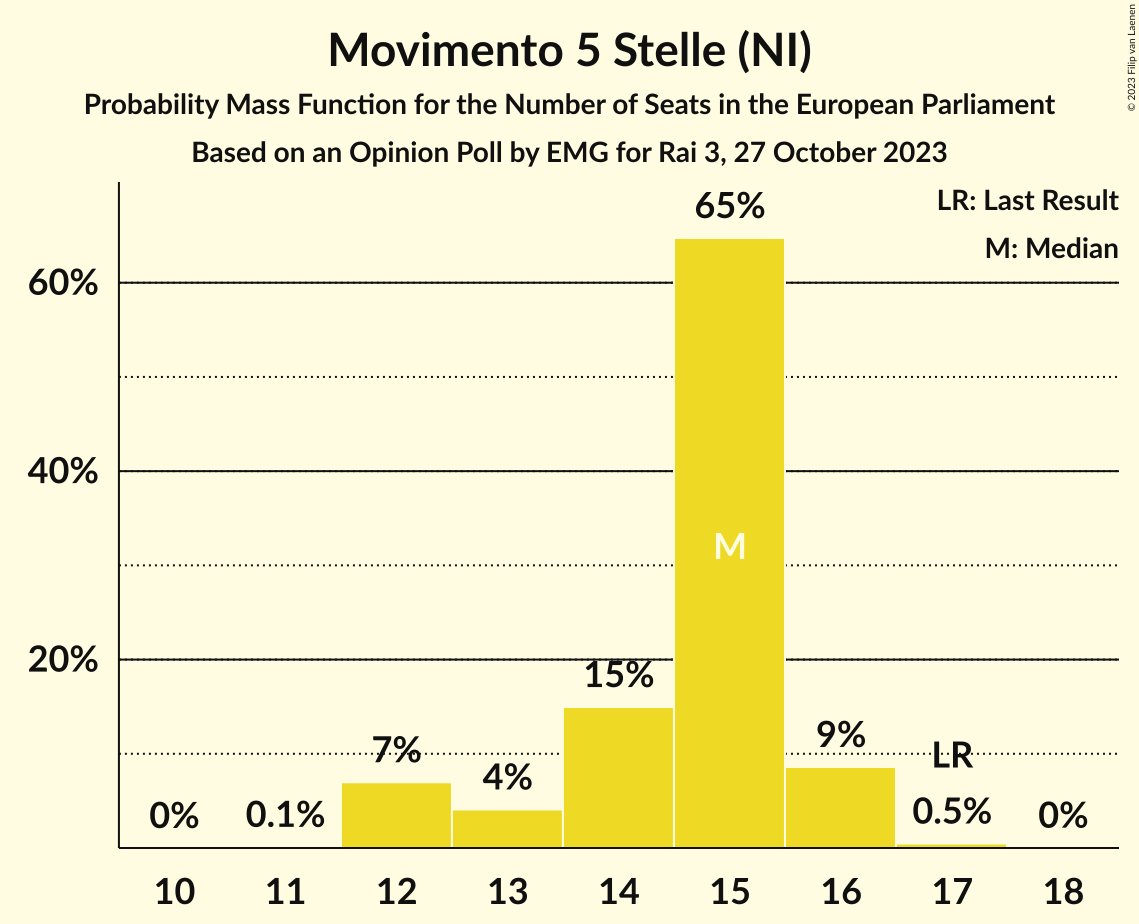 Movimento 5 Stelle (NI)
Probability Mass Function for the Number of Seats in the European Parliament
Based on an Opinion Poll by EMG for Rai 3, 27 October 2023
© 2023 Filip van Laenen
LR: Last Result
M: Median
65%
60%
40%
M
20%
15%
7%
4%
9%
LR
0%
0.1%
0.5%
0%
10 11 12 13 14 15 16 17 18